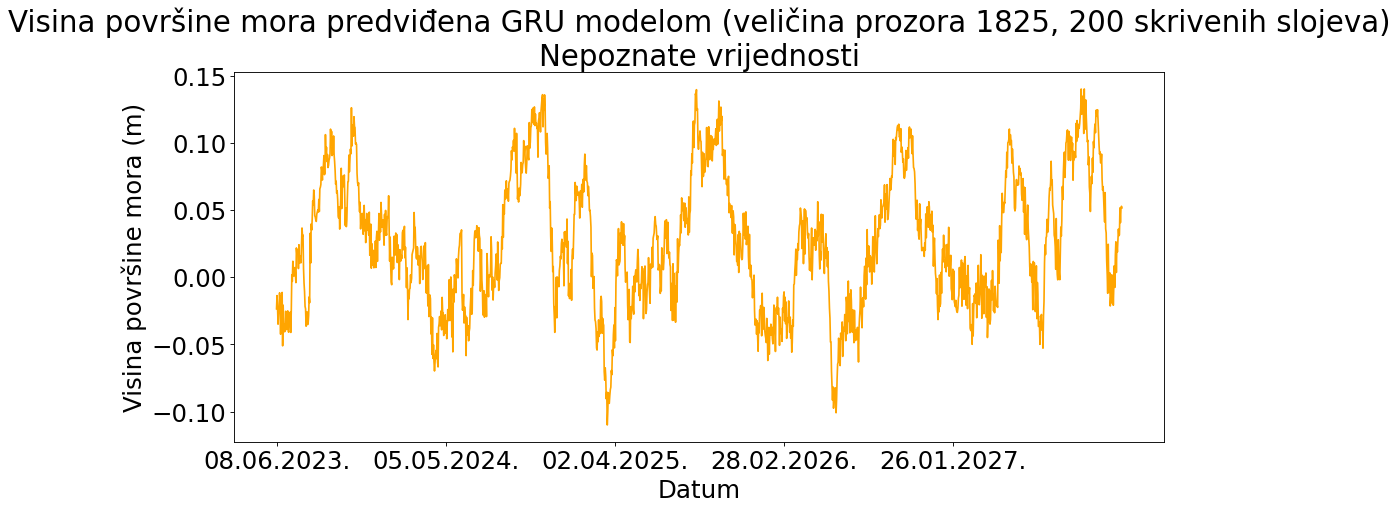 Visina površine mora predviđena GRU modelom (veličina prozora 1825, 200 skrivenih slojeva)
Nepoznate vrijednosti
Visina površine mora (m)
0.15
0.10
0.05
0.00
−0.05
−0.10
08.06.2023. 05.05.2024. 02.04.2025. 28.02.2026. 26.01.2027.
Datum